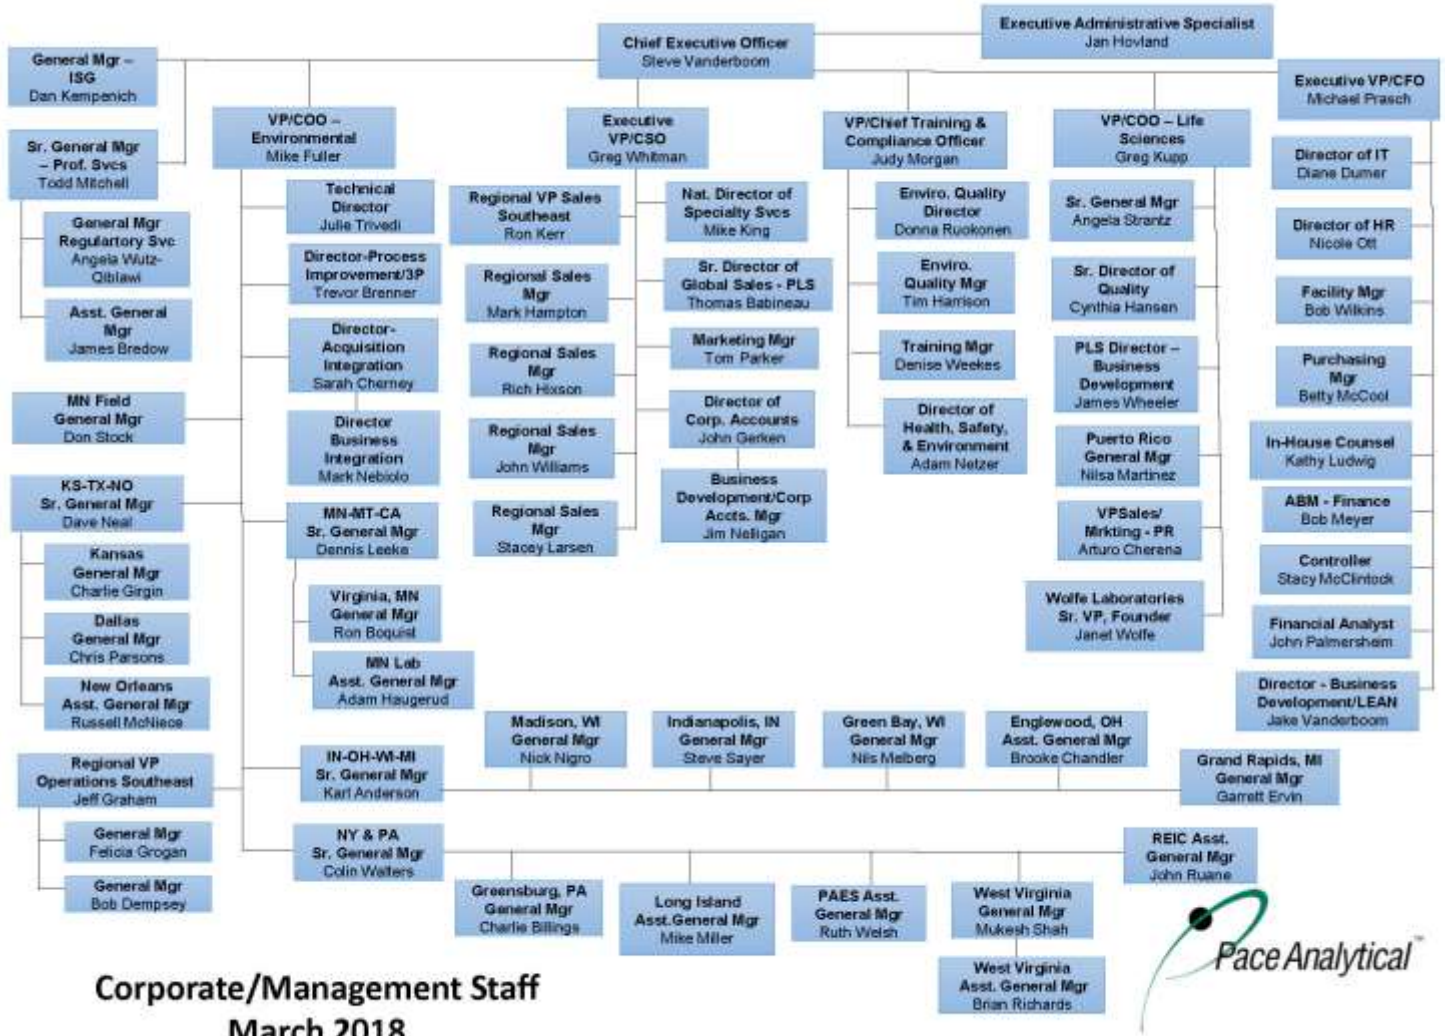 Executive Administrative Specialist
Jan Hovland
Chief Executive Officer
Steve Vanderboom
General Mgr –
ISG
Dan Kempenich
Executive VP/CFO
Michael Prasch
VP/COO –
Environmental
Mike Fuller
Executive
VP/CSO
Greg Whitman
VP/Chief Training &
Compliance Officer
Judy Morgan
VP/COO – Life
Sciences
Greg Kupp
Sr. General Mgr
– Prof. Svcs
Todd Mitchell
General Mgr
Regulartory Svc
Angela Wutz-
Qiblawi
Asst. General
Mgr
James Bredow
MN Field
General Mgr
Don Stock
KS-TX-NO
Sr. General Mgr
Dave Neal
Kansas
General Mgr
Charlie Girgin
Dallas
General Mgr
Chris Parsons
New Orleans
Asst. General Mgr
Russell McNiece
Regional VP
Operations Southeast
Jeff Graham
General Mgr
Felicia Grogan
General Mgr
Bob Dempsey
Technical
Director
Julie Trivedi
Director-Process
Improvement/3P
Trevor Brenner
Director-
Acquisition
Integration
Sarah Cherney
Director
Business
Integration
Mark Nebiolo
MN-MT-CA
Sr. General Mgr
Dennis Leeke
Virginia, MN
General Mgr
Ron Boquist
MN Lab
Asst. General Mgr
Adam Haugerud
IN-OH-WI-MI
Sr. General Mgr
Karl Anderson
Madison, WI
General Mgr
Nick Nigro
Indianapolis, IN
General Mgr
Steve Sayer
Green Bay, WI
General Mgr
Nils Melberg
Englewood, OH
Asst. General Mgr
Brooke Chandler
Grand Rapids, MI
General Mgr
Garrett Ervin
NY & PA
Sr. General Mgr
Colin Walters
Greensburg, PA
General Mgr
Charlie Billings
Long Island
Asst.General Mgr
Mike Miller
PAES Asst.
General Mgr
Ruth Welsh
West Virginia
General Mgr
Mukesh Shah
West Virginia
Asst. General Mgr
Brian Richards
REIC Asst.
General Mgr
John Ruane
Regional VP Sales
Southeast
Ron Kerr
Regional Sales
Mgr
Mark Hampton
Regional Sales
Mgr
Rich Hixson
Regional Sales
Mgr
John Williams
Regional Sales
Mgr
Stacey Larsen
Nat. Director of
Specialty Svcs
Mike King
Sr. Director of
Global Sales - PLS
Thomas Babineau
Marketing Mgr
Tom Parker
Director of
Corp. Accounts
John Gerken
Business
Development/Corp
Accts. Mgr
Jim Nelligan
Enviro. Quality
Director
Donna Ruokonen
Enviro.
Quality Mgr
Tim Harrison
Training Mgr
Denise Weekes
Director of
Health, Safety,
& Environment
Adam Netzer
Sr. General Mgr
Angela Strantz
Sr. Director of
Quality
Cynthia Hansen
PLS Director –
Business
Development
James Wheeler
Puerto Rico
General Mgr
Nilsa Martinez
VPSales/
Mrkting - PR
Arturo Cherena
Wolfe Laboratories
Sr. VP, Founder
Janet Wolfe
Director of IT
Diane Dumer
Director of HR
Nicole Ott
Facility Mgr
Bob Wilkins
Purchasing
Mgr
Betty McCool
In-House Counsel
Kathy Ludwig
ABM - Finance
Bob Meyer
Controller
Stacy McClintock
Financial Analyst
John Palmersheim
Director - Business
Development/LEAN
Jake Vanderboom
Pace Analytical™
Corporate/Management Staff
March 2018